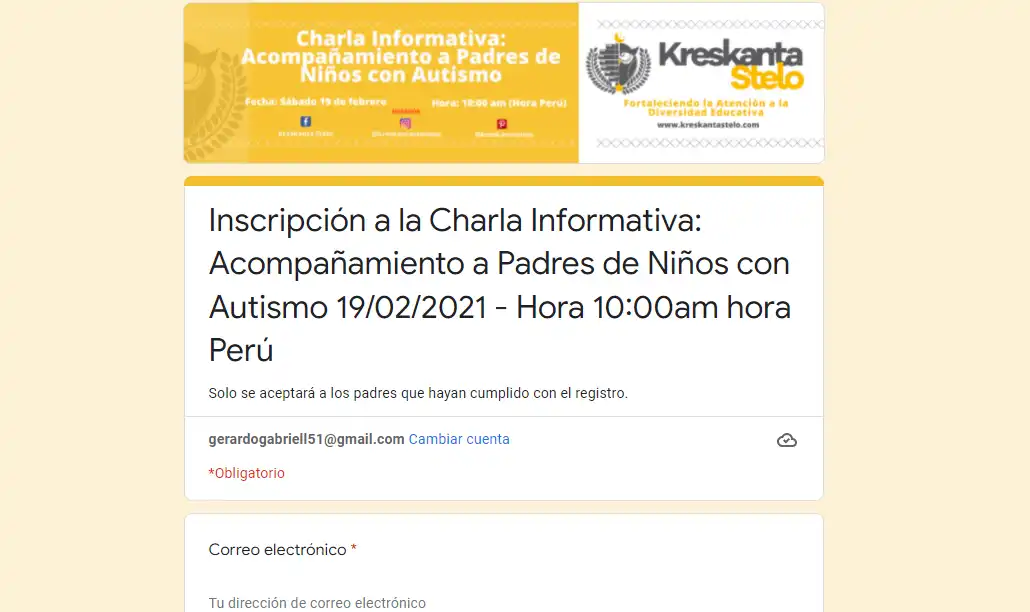 Charla Informativa:
Acompañamiento a Padres de
Niños con Autismo
Fecha: Sábado 19 de febrero
Hora: 10:00 am (Hora Perú)
Kreskanta
Stelo
Fortaleciendo la Atención a la
Diversidad Educativa
www.kreskantastelo.com
Inscripción a la Charla Informativa:
Acompañamiento a Padres de Niños con
Autismo 19/02/2021 - Hora 10:00am hora
Perú
Solo se aceptará a los padres que hayan cumplido con el registro.
gerardogabriell51@gmail.com Cambiar cuenta
*Obligatorio
Correo electrónico *
Tu dirección de correo electrónico